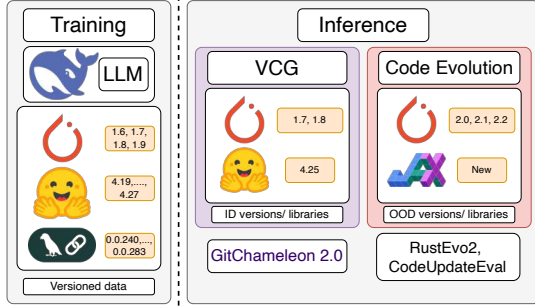 Training
LLM
1.6, 1.7,
1.8, 1.9
4.19,....,
4.27
0.0.240,...,
0.0.283
Versioned data
Inference
VCG
1.7, 1.8
4.25
ID versions/ libraries
GitChameleon 2.0
Code Evolution
2.0, 2.1, 2.2
JAX
New
OOD versions/ libraries
RustEvo2,
CodeUpdateEval